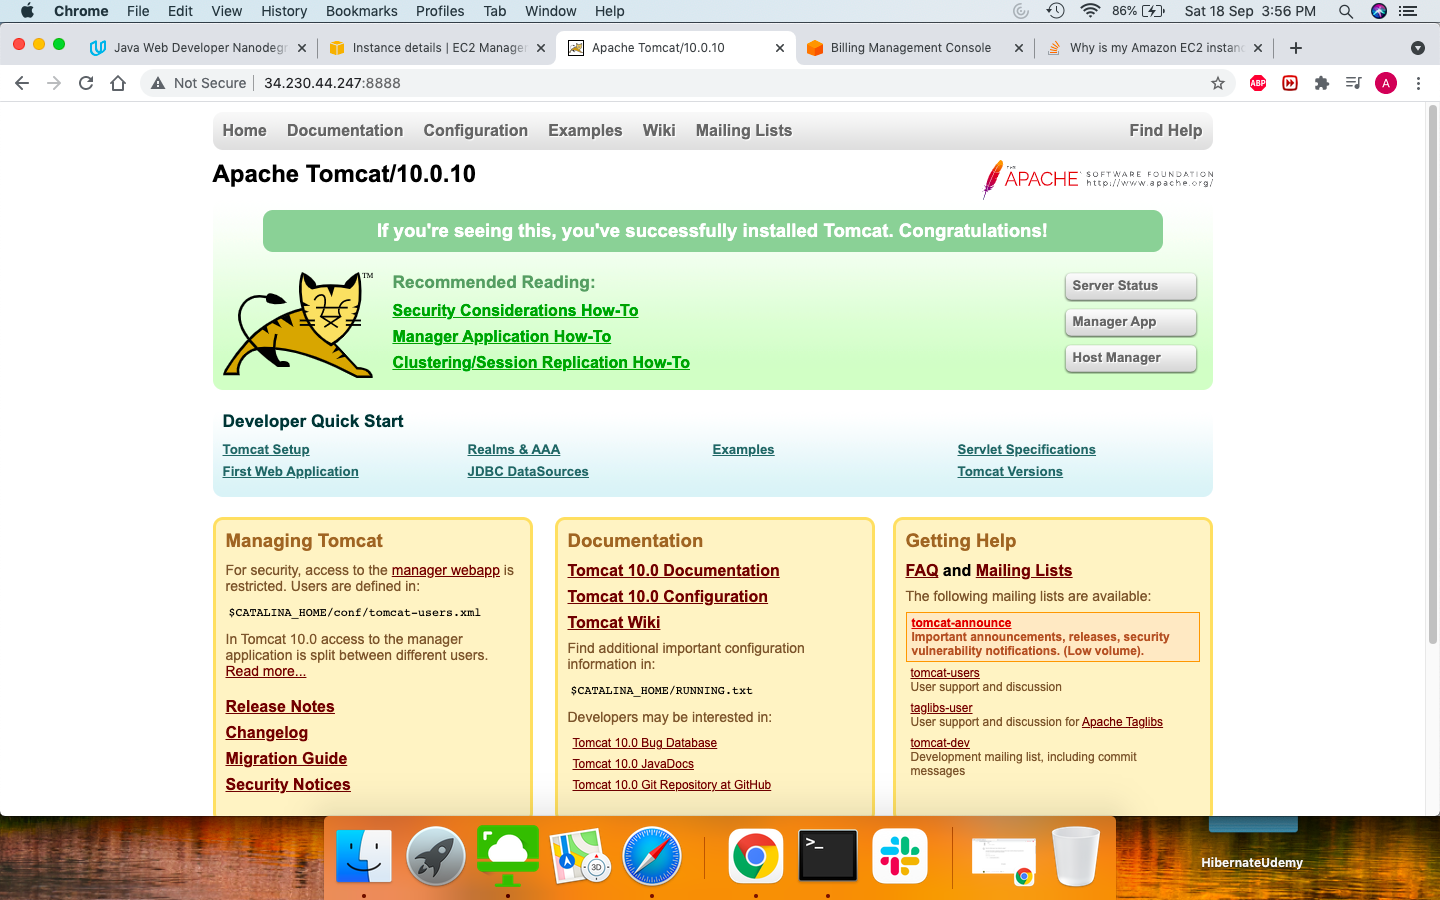 Chrome File Edit View History Bookmarks Profiles Tab Window Help 86% Sat 18 Sep 3:56 PM
Java Web Developer Nanodegr Instance details | EC2 Manage Apache Tomcat/10.0.10 Billing Management Console Why is my Amazon EC2 instanc
Not Secure 34.230.44.247:8888 ABP A
Home Documentation Configuration Examples Wiki Mailing Lists Find Help
Apache Tomcat/10.0.10
THE APACHE SOFTWARE FOUNDATION
http://www.apache.org/
If you're seeing this, you've successfully installed Tomcat. Congratulations!
TM
Recommended Reading:
Security Considerations How-To
Manager Application How-To
Clustering/Session Replication How-To
Server Status
Manager App
Host Manager
Developer Quick Start
Tomcat Setup Realms & AAA Examples Servlet Specifications
First Web Application JDBC DataSources Tomcat Versions
Managing Tomcat
For security, access to the manager webapp is
restricted. Users are defined in:
$CATALINA_HOME/conf/tomcat-users.xml
In Tomcat 10.0 access to the manager
application is split between different users.
Read more...
Release Notes
Changelog
Migration Guide
Security Notices
Documentation
Tomcat 10.0 Documentation
Tomcat 10.0 Configuration
Tomcat Wiki
Find additional important configuration
information in:
$CATALINA_HOME/RUNNING.txt
Developers may be interested in:
Tomcat 10.0 Bug Database
Tomcat 10.0 JavaDocs
Tomcat 10.0 Git Repository at GitHub
Getting Help
FAQ and Mailing Lists
The following mailing lists are available:
tomcat-announce
Important announcements, releases, security
vulnerability notifications. (Low volume).
tomcat-users
User support and discussion
taglibs-user
User support and discussion for Apache Taglibs
tomcat-dev
Development mailing list, including commit
messages
3D
>_
HibernateUdemy